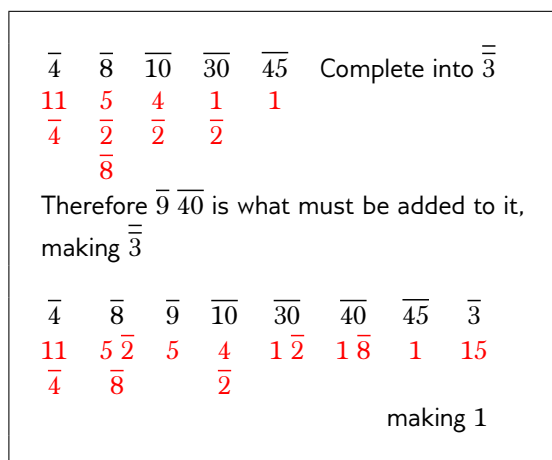 4̅ 8̅ 1̅0̅ 3̅0̅ 4̅5̅ Complete into 3̿
11 5 4 1 1
4̅ 2̅ 2̅ 2̅
8̅
Therefore 9̅ 4̅0̅ is what must be added to it,
making 3̿
4̅ 8̅ 9̅ 1̅0̅ 3̅0̅ 4̅0̅ 4̅5̅ 3̅
11 5 2̅ 5 4 1 2̅ 1 8̅ 1 15
4̅ 8̅ 2̅
making 1